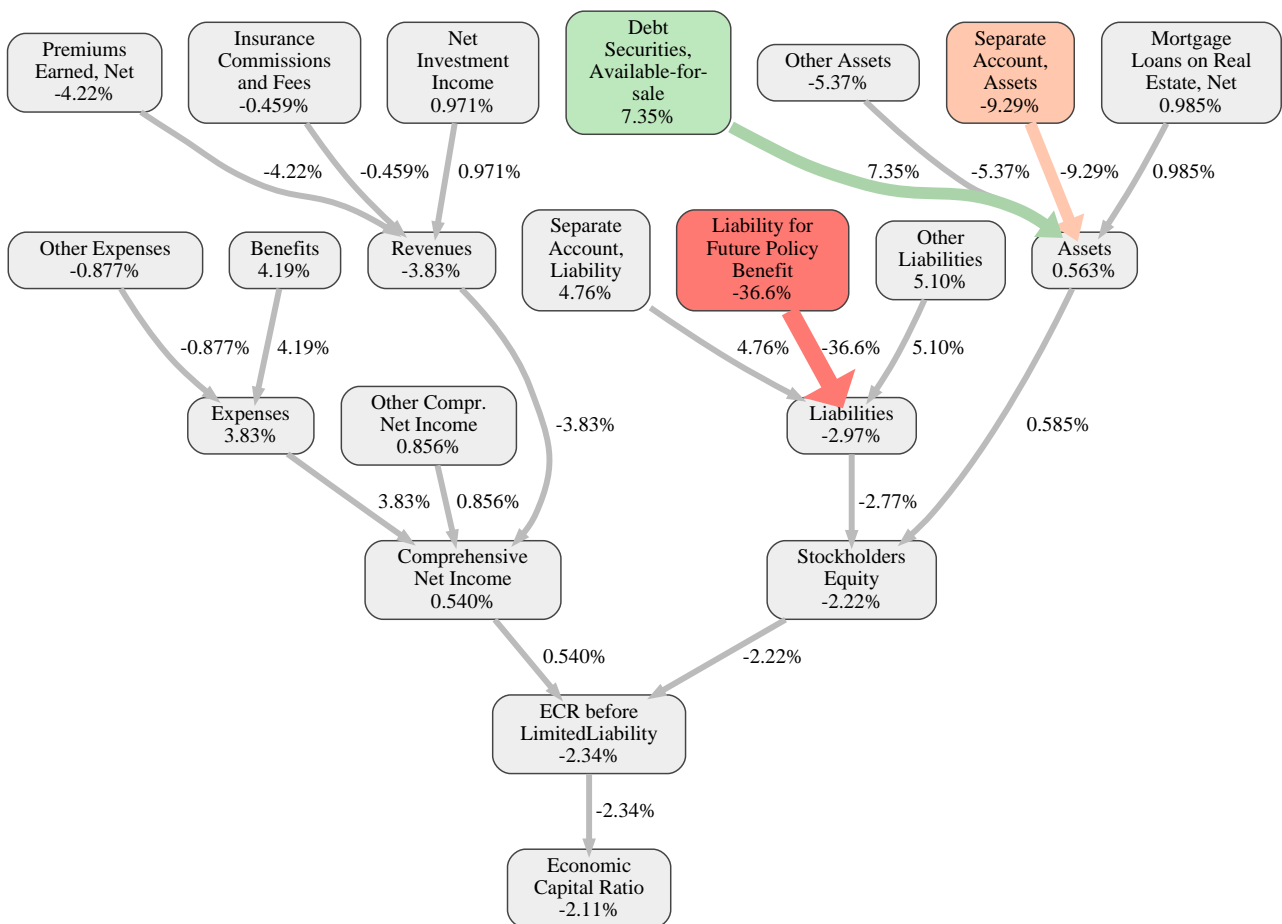 Premiums
Earned, Net
-4.22%
Insurance
Commissions
and Fees
-0.459%
Net
Investment
Income
0.971%
Debt
Securities,
Available-for-
sale
7.35%
Other Assets
-5.37%
Separate
Account,
Assets
-9.29%
Mortgage
Loans on Real
Estate, Net
0.985%
-4.22%
-0.459%
0.971%
7.35%
-5.37%
-9.29%
0.985%
Other Expenses
-0.877%
Benefits
4.19%
Revenues
-3.83%
Separate
Account,
Liability
4.76%
Liability for
Future Policy
Benefit
-36.6%
Other
Liabilities
5.10%
Assets
0.563%
-0.877%
4.19%
4.76%
-36.6%
5.10%
Expenses
3.83%
Other Compr.
Net Income
0.856%
-3.83%
Liabilities
-2.97%
0.585%
3.83%
0.856%
-2.77%
Comprehensive
Net Income
0.540%
Stockholders
Equity
-2.22%
0.540%
-2.22%
ECR before
LimitedLiability
-2.34%
-2.34%
Economic
Capital Ratio
-2.11%